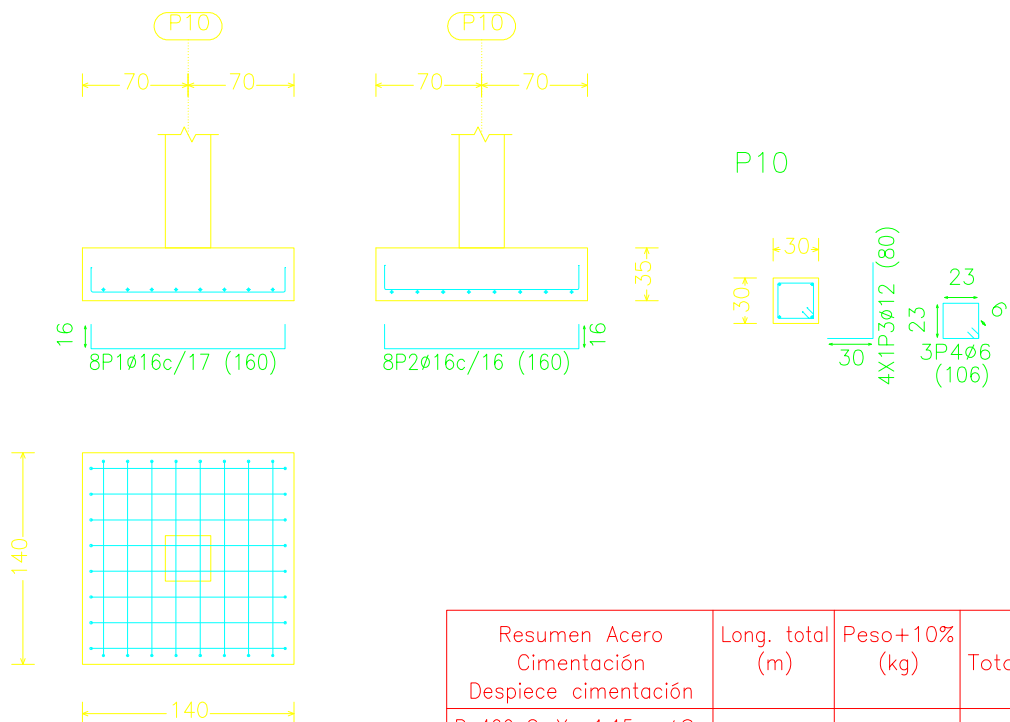 P10
P10
70
70
70
70
P10
35
30
30
16
8P1ø16c/17 (160)
8P2ø16c/16 (160)
16
30
4X1P3ø12 (80)
23
23
6
3P4ø6
(106)
140
140
Resumen Acero
Cimentación
Despiece cimentación
Long. total
(m)
Peso+10%
(kg)